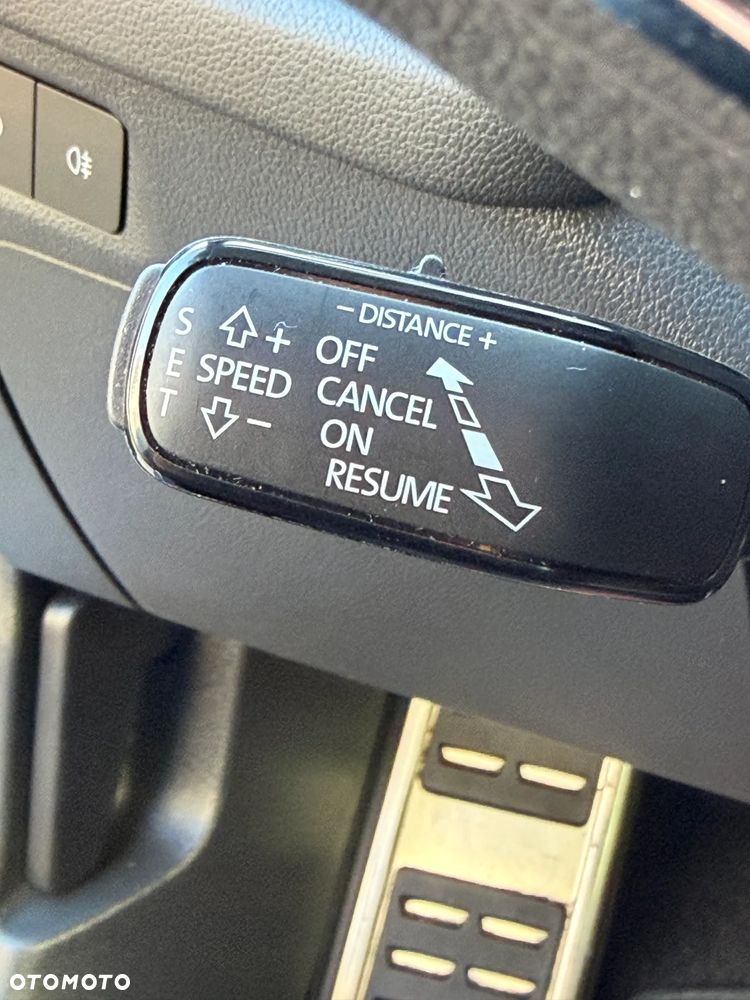 - DISTANCE +
S E T
+
SPEED
-
OFF
CANCEL
ON
RESUME
OTOMOTO